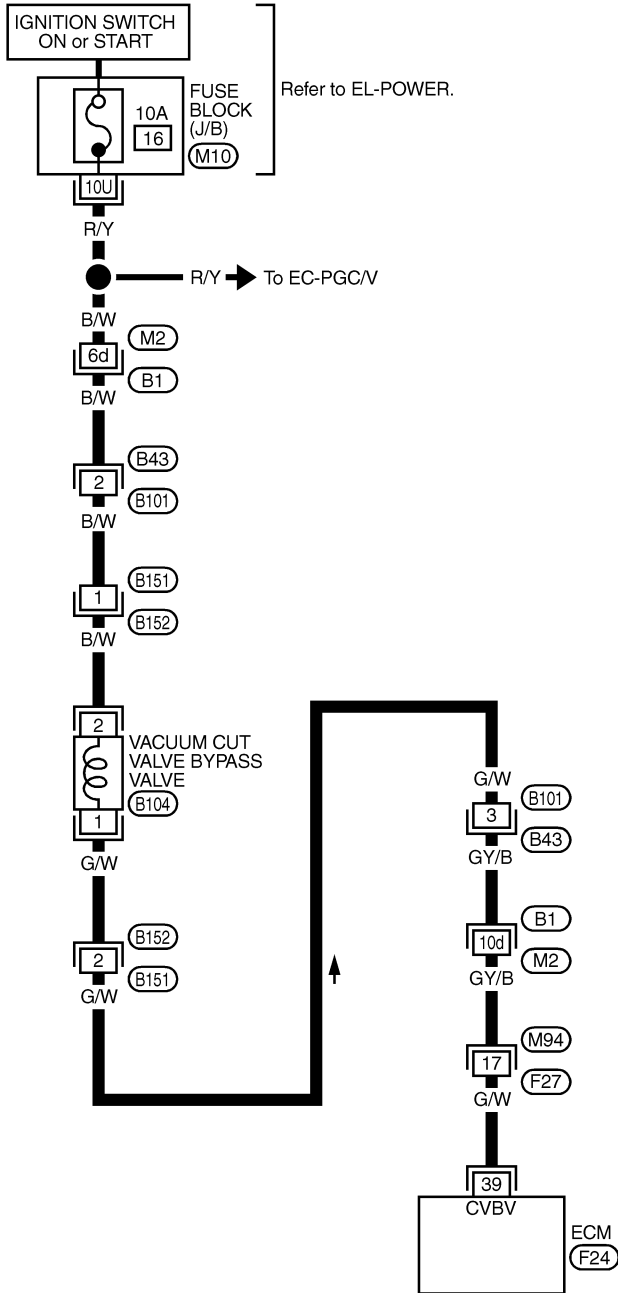 IGNITION SWITCH
ON or START
FUSE
BLOCK
(J/B)
M10
10A
16
Refer to EL-POWER.
10U
R/Y
R/Y
To EC-PGC/V
B/W
M2
6d
B1
B/W
B43
2
B101
B/W
B151
1
B152
B/W
2
VACUUM CUT
VALVE BYPASS
VALVE
B104
1
G/W
B152
2
B151
G/W
G/W
B101
3
B43
GY/B
B1
10d
M2
GY/B
M94
17
F27
G/W
39
CVBV
ECM
F24